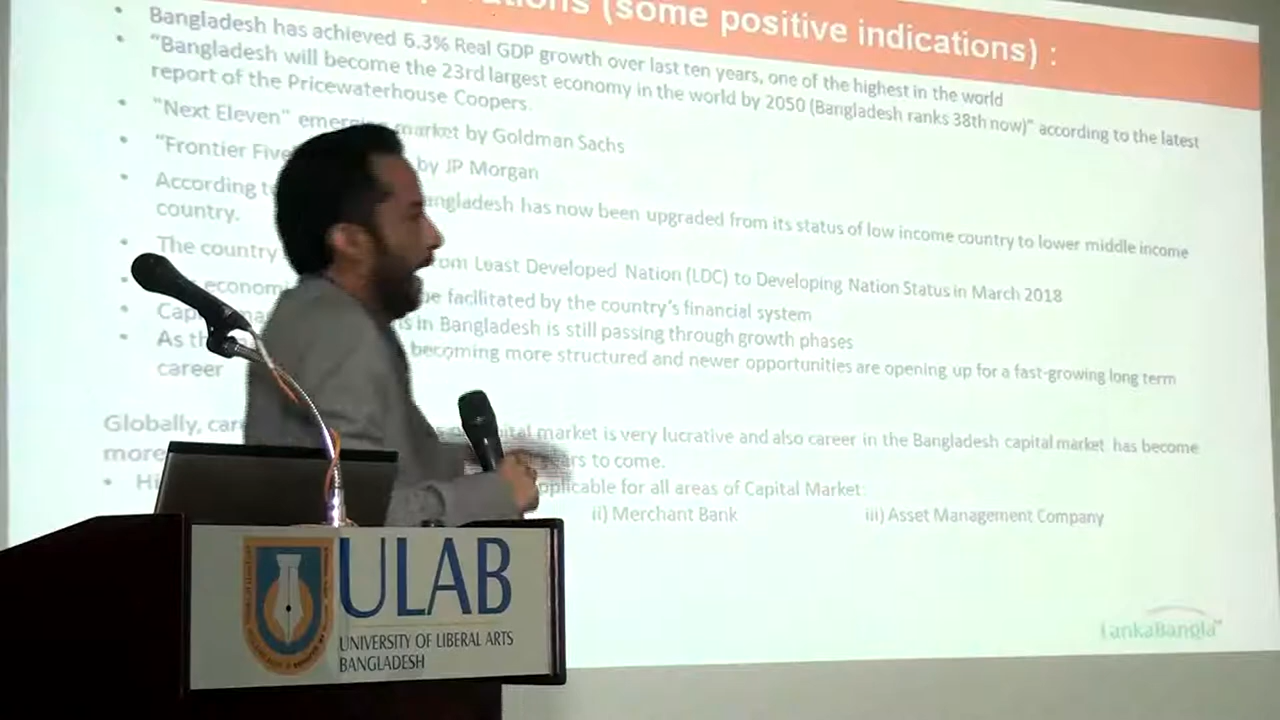 (some positive indications) :
Bangladesh has achieved 6.3% Real GDP growth over last ten years, one of the highest in the world
"Bangladesh will become the 23rd largest economy in the world by 2050 (Bangladesh ranks 38th now)" according to the latest
report of the Pricewaterhouse Coopers.
"Next Eleven" market by Goldman Sachs
"Frontier by JP Morgan
According has now been upgraded from its status of low income country to lower middle income
country.
The country Least Developed Nation (LDC) to Developing Nation Status in March 2018
be facilitated by the country's financial system
in Bangladesh is still passing through growth phases
As becoming more structured and newer opportunities are opening up for a fast-growing long term
career
Globally, market is very lucrative and also career in the Bangladesh capital market has become
more to come.
for all areas of Capital Market:
ii) Merchant Bank iii) Asset Management Company
LankaBangla
ULAB
UNIVERSITY OF LIBERAL ARTS
BANGLADESH